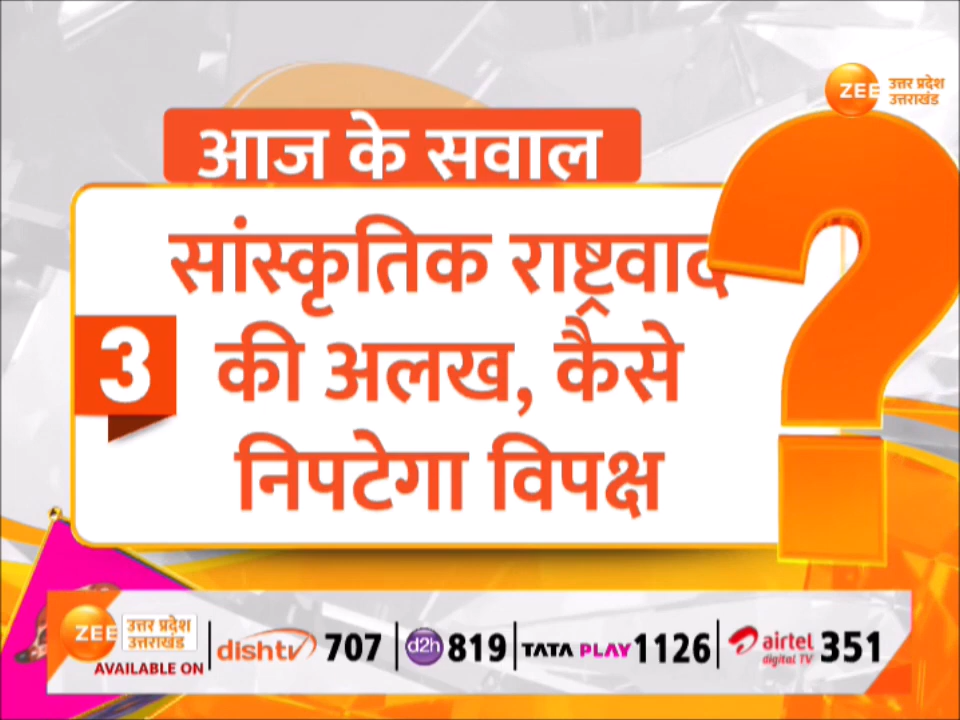 ZEE उत्तर प्रदेश
उत्तराखंड
आज के सवाल
सांस्कृतिक राष्ट्रवाद
3 की अलख, कैसे
निपटेगा विपक्ष
?
ZEE उत्तर प्रदेश
उत्तराखंड
AVAILABLE ON
dishtv 707
d2h 819
TATA PLAY 1126
airtel digital TV 351